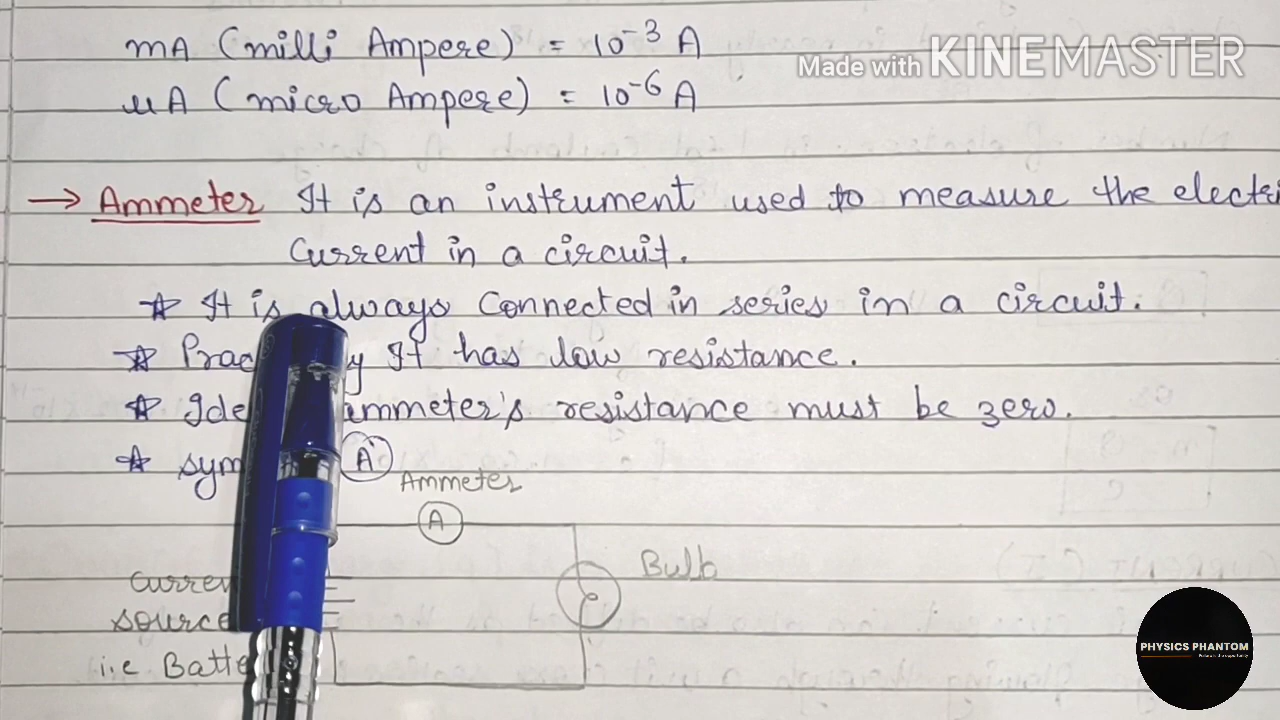 mA (milli Ampere) = 10⁻³ A
Made with KINEMASTER
μA (micro Ampere) = 10⁻⁶ A
→ Ammeter It is an instrument used to measure the electri
Current in a circuit.
☆ It is always Connected in series in a circuit.
☆ Prac y It has low resistance.
☆ Ide ammeter's resistance must be zero.
☆ sym A
Ammeter
A
Bulb
Curren
source
i.e Batte
PHYSICS PHANTOM